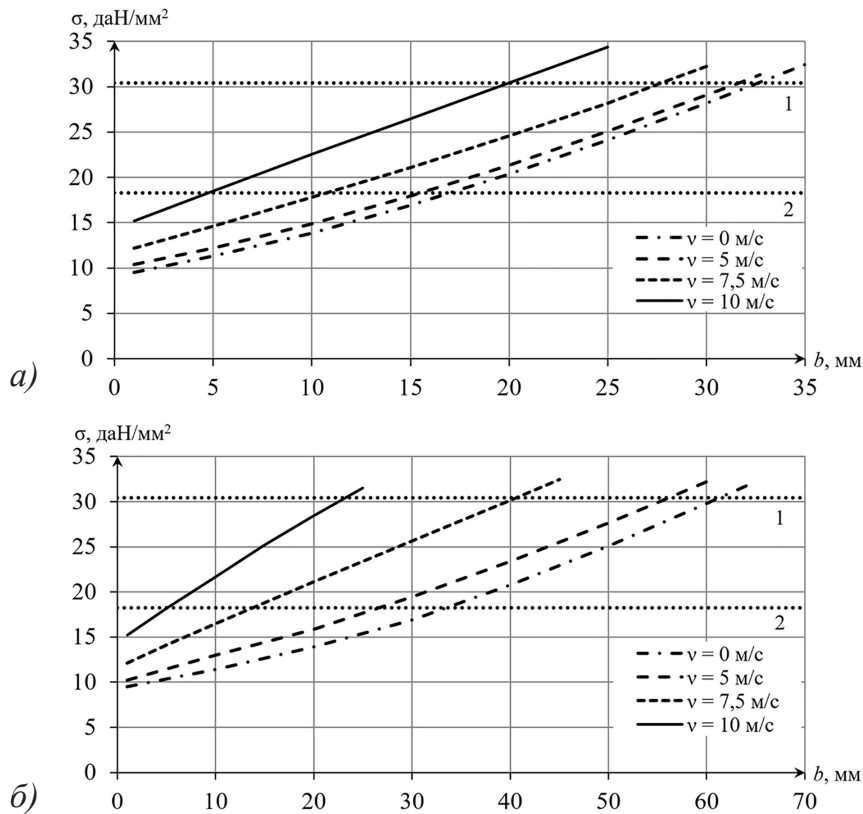 σ, даН/мм²
35
30
25
20
15
10
5
0
1
2
ν = 0 м/с
ν = 5 м/с
ν = 7,5 м/с
ν = 10 м/с
0 5 10 15 20 25 30 35
b, мм
а)
σ, даН/мм²
35
30
25
20
15
10
5
0
1
2
ν = 0 м/с
ν = 5 м/с
ν = 7,5 м/с
ν = 10 м/с
0 10 20 30 40 50 60 70
b, мм
б)